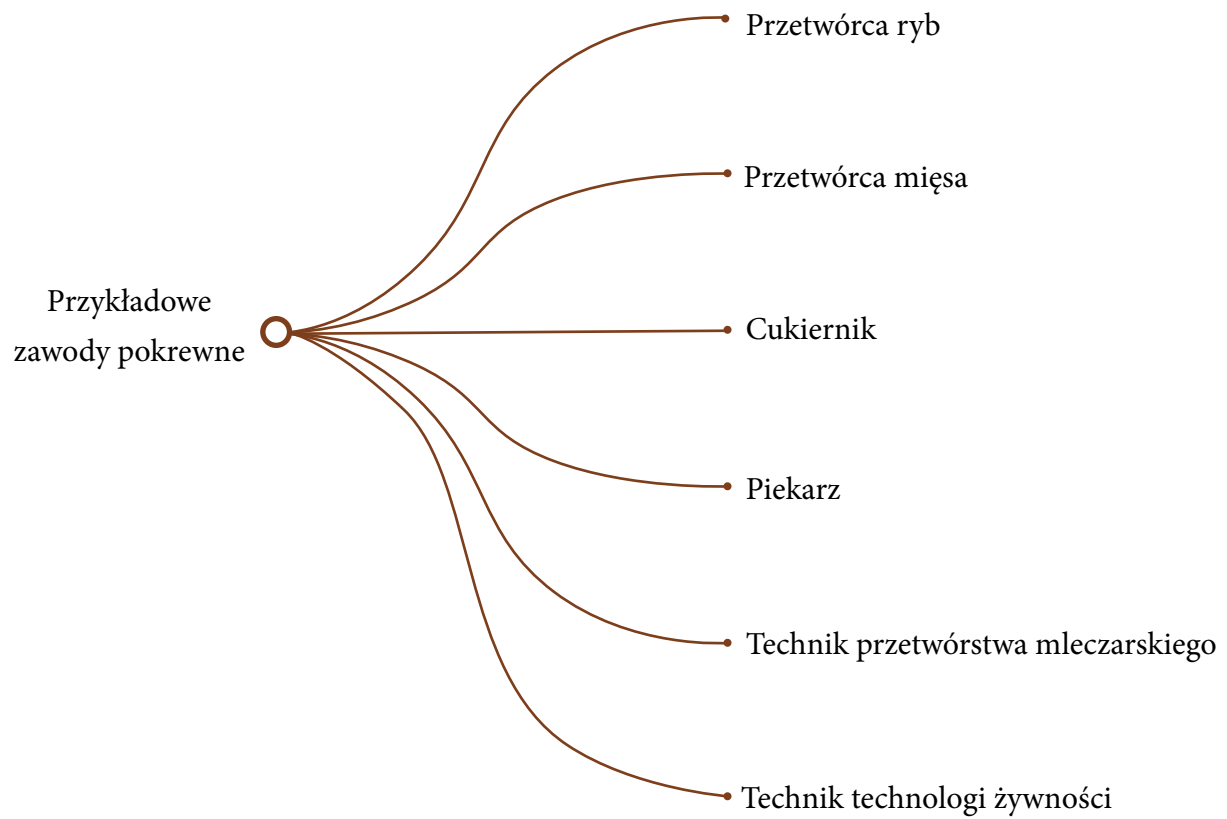 Przykładowe
zawody pokrewne
Przetwórca ryb
Przetwórca mięsa
Cukiernik
Piekarz
Technik przetwórstwa mleczarskiego
Technik technologi żywności